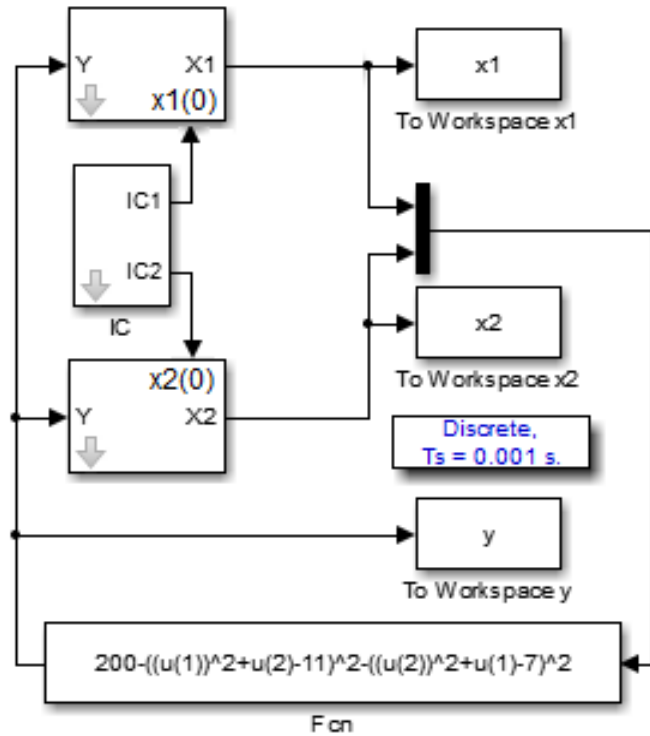 Y X1
x1(0)
x1
To Workspace x1
IC1
IC2
IC
x2
To Workspace x2
x2(0)
Y X2
Discrete,
Ts = 0.001 s.
y
To Workspace y
200-((u(1))^2+u(2)-11)^2-((u(2))^2+u(1)-7)^2
Fcn